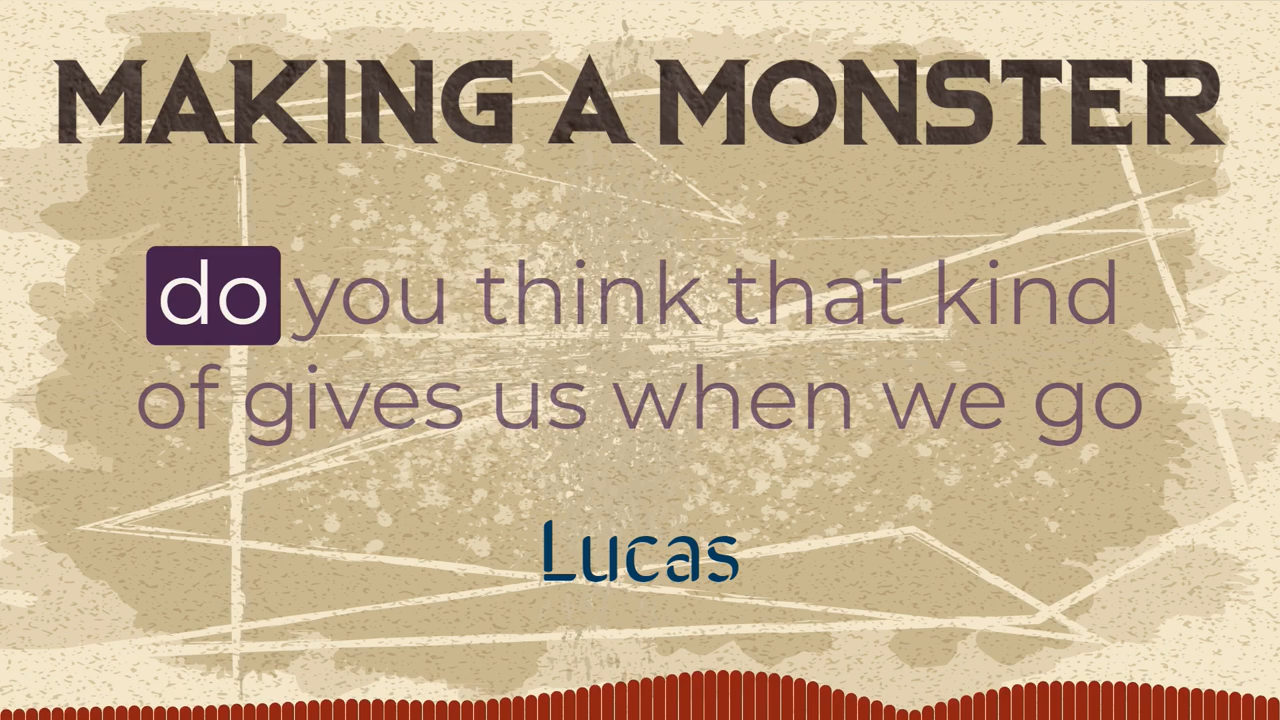 MAKING A MONSTER
do you think that kind
of gives us when we go
Lucas